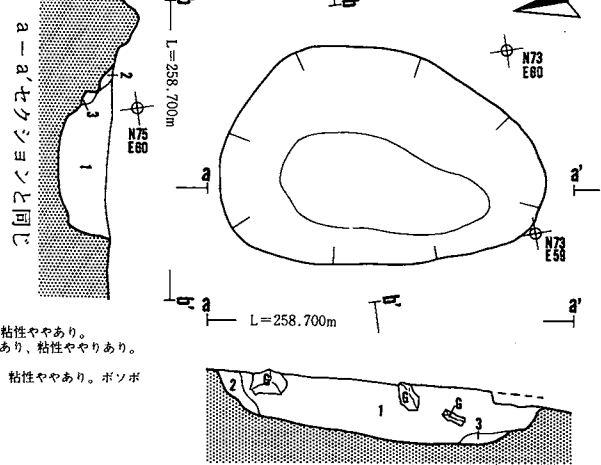 b
b
L=258.700m
N73
E60
2
3
1
N75
E60
a－a'セクションと同じ
a
a'
N73
E59
b'
b'
a
L=258.700m
a'
粘性ややあり。
あり、粘性ややりあり。
粘性ややあり。ボソボ
2
G
1
G
G
3